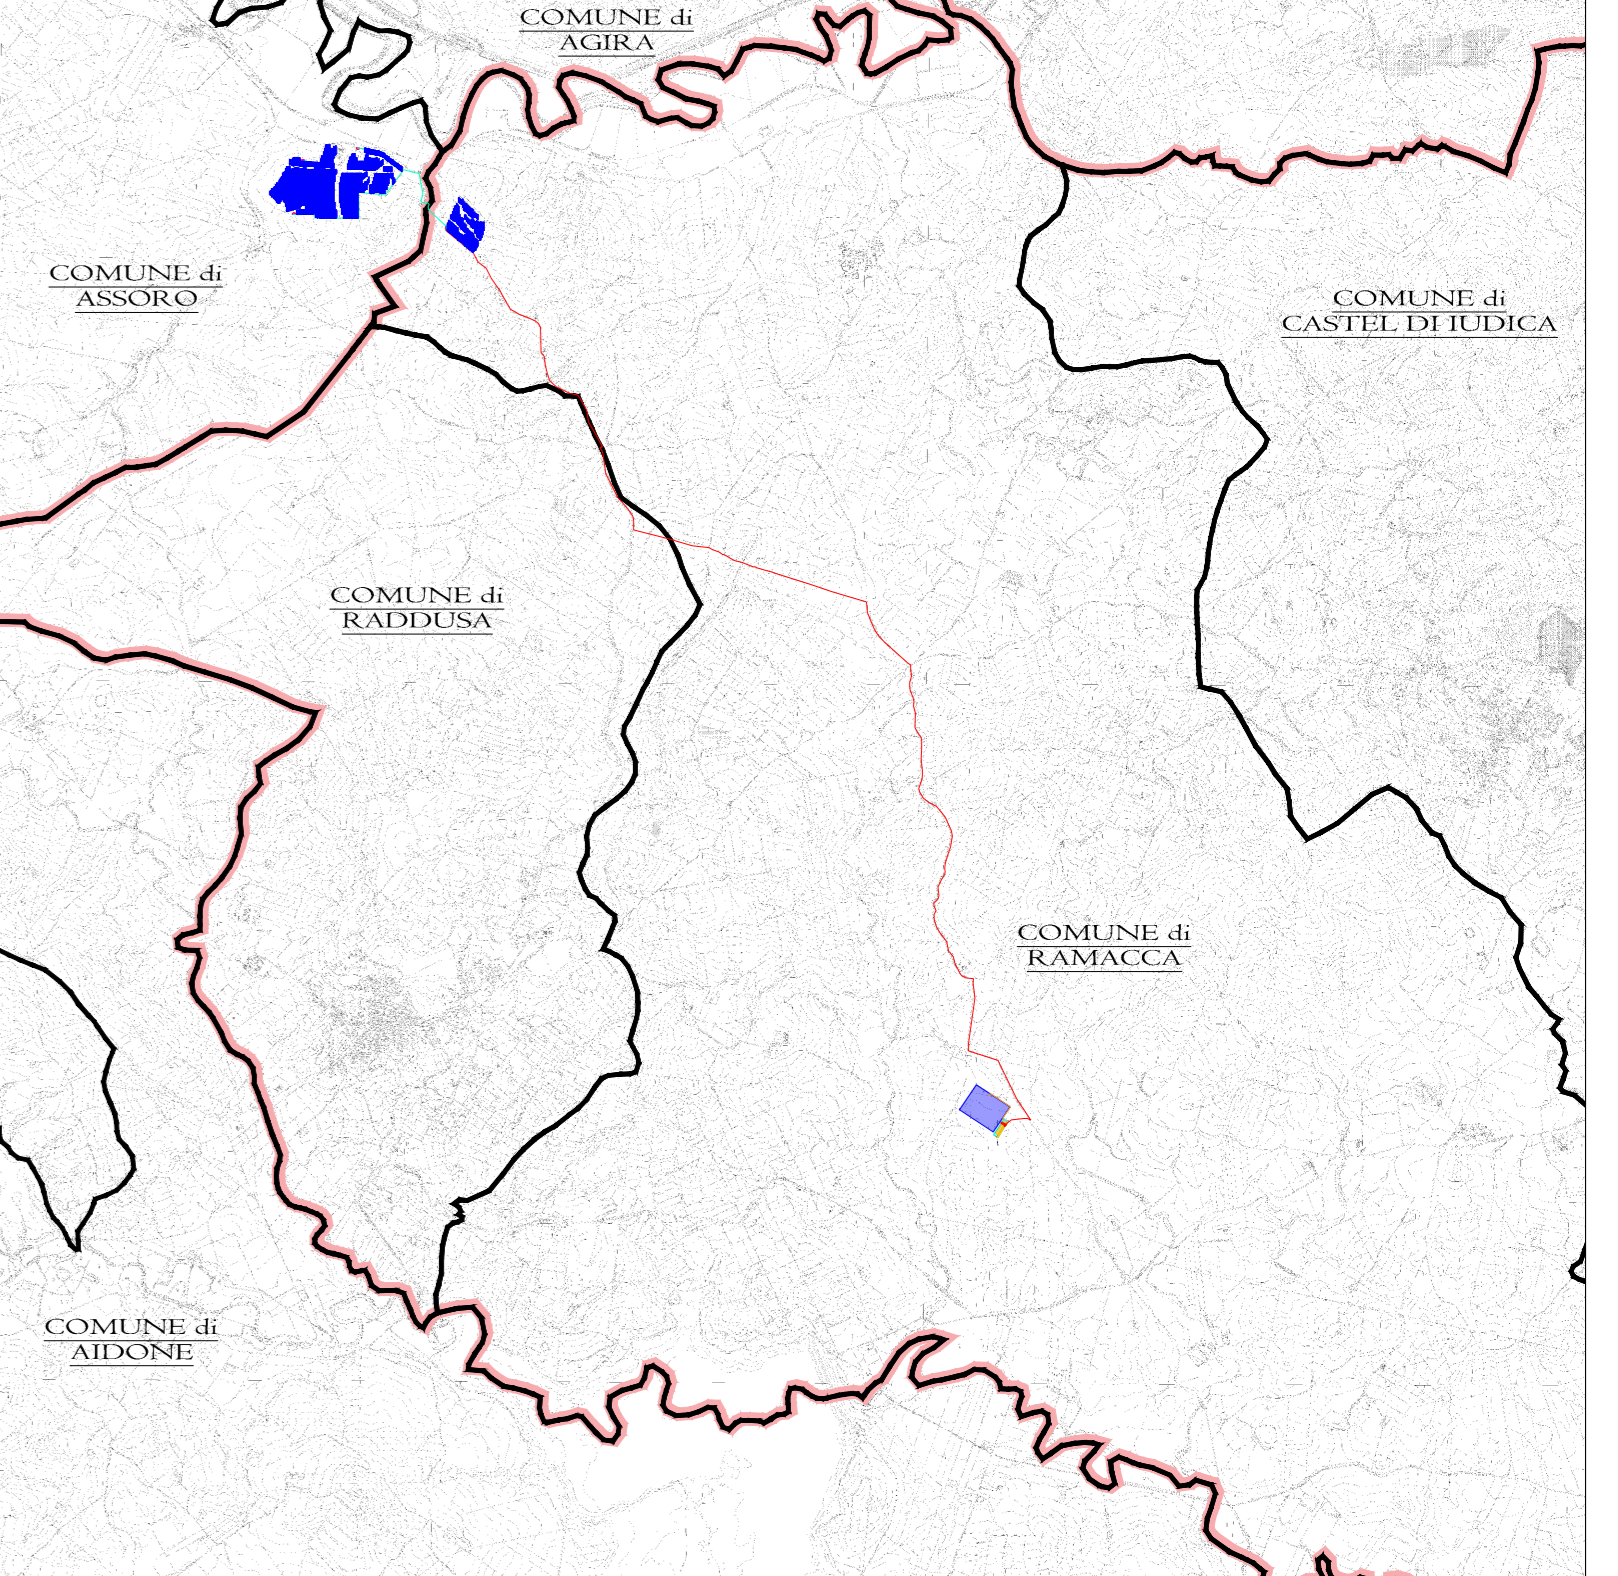 COMUNE di
AGIRA
COMUNE di
ASSORO
COMUNE di
CASTEL DI IUDICA
COMUNE di
RADDUSA
COMUNE di
RAMACCA
COMUNE di
AIDONE